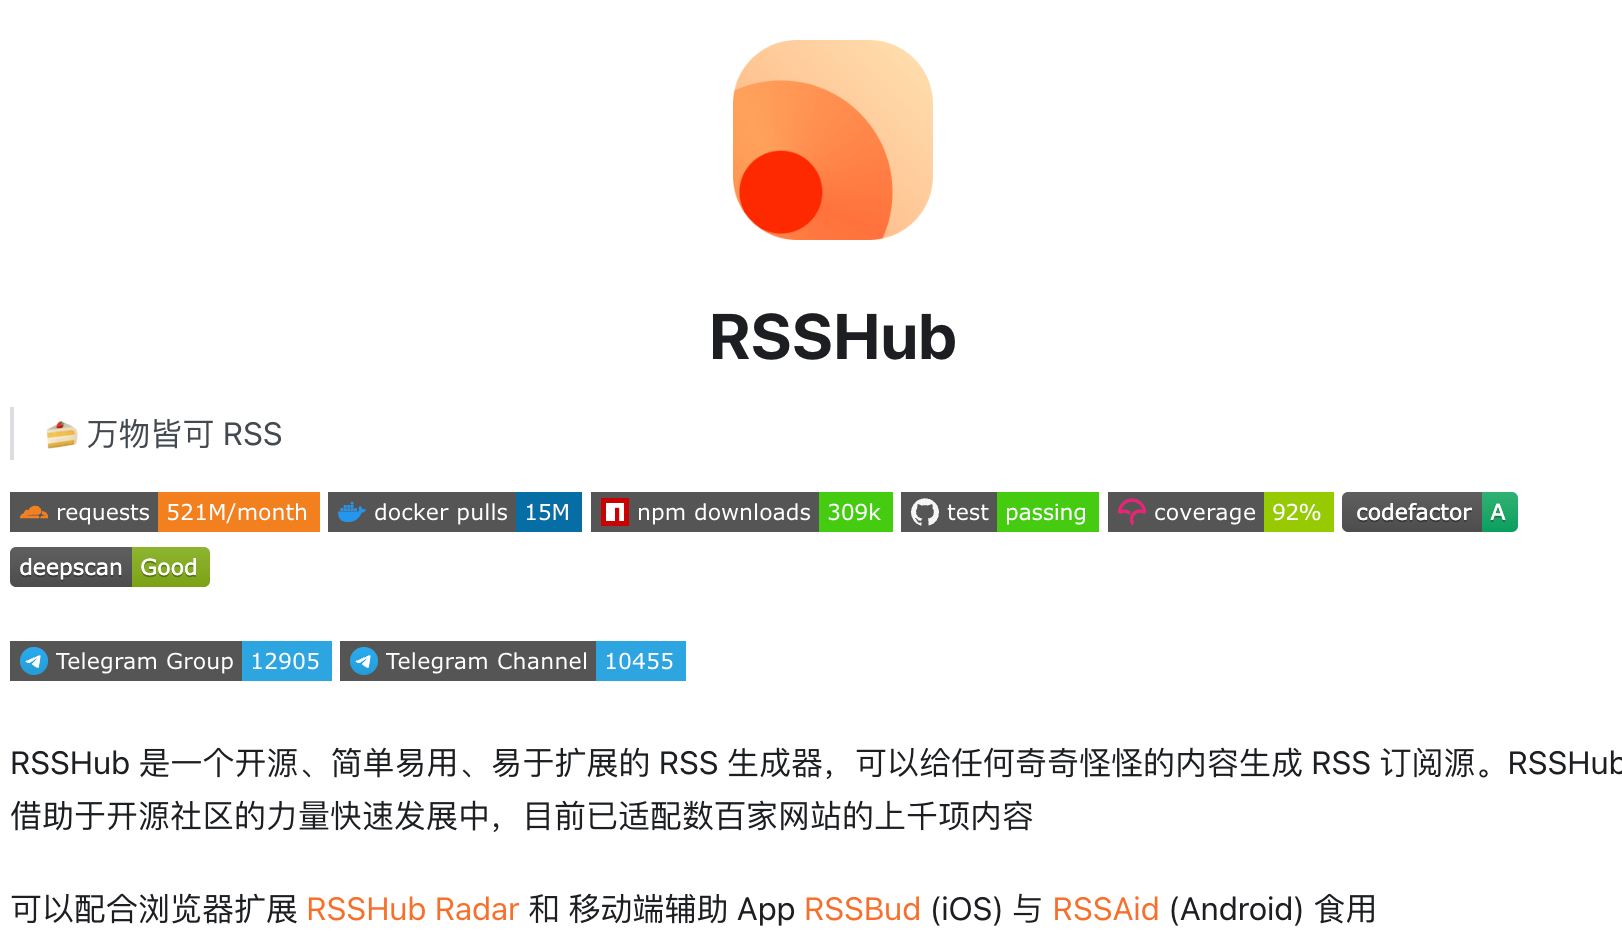 RSSHub
🍰 万物皆可 RSS
requests 521M/month docker pulls 15M npm downloads 309k test passing coverage 92% codefactor A
deepscan Good
Telegram Group 12905 Telegram Channel 10455
RSSHub 是一个开源、简单易用、易于扩展的 RSS 生成器，可以给任何奇奇怪怪的内容生成 RSS 订阅源。RSSHub
借助于开源社区的力量快速发展中，目前已适配数百家网站的上千项内容
可以配合浏览器扩展 RSSHub Radar 和 移动端辅助 App RSSBud (iOS) 与 RSSAid (Android) 食用